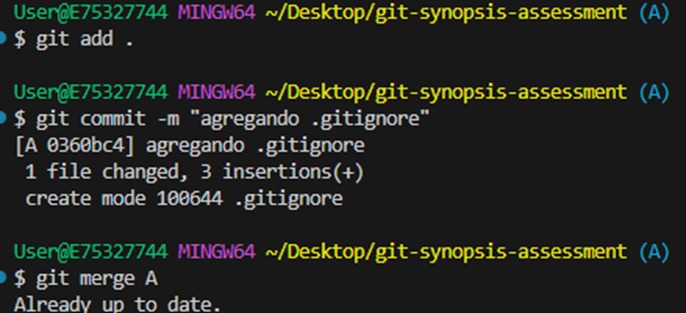 User@E75327744 MINGW64 ~/Desktop/git-synopsis-assessment (A)
$ git add .
User@E75327744 MINGW64 ~/Desktop/git-synopsis-assessment (A)
$ git commit -m "agregando .gitignore"
[A 0360bc4] agregando .gitignore
 1 file changed, 3 insertions(+)
 create mode 100644 .gitignore
User@E75327744 MINGW64 ~/Desktop/git-synopsis-assessment (A)
$ git merge A
Already up to date.